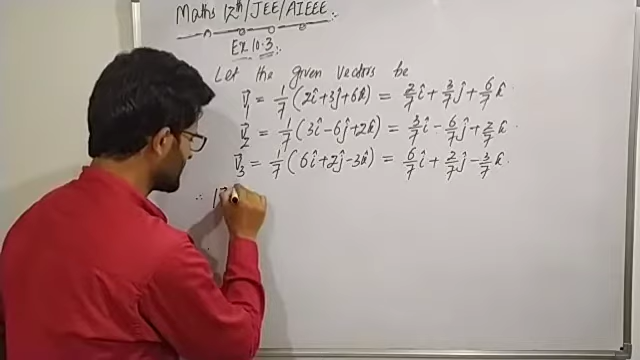 Maths 12th/JEE/AIEEE :.
Ex 10.3 :.
Let the given vectors be
V⃗1 = 1/7 (2î+3ĵ+6k̂) = 2/7 î + 3/7 ĵ + 6/7 k̂
V⃗2 = 1/7 (3î-6ĵ+2k̂) = 3/7 î - 6/7 ĵ + 2/7 k̂
V⃗3 = 1/7 (6î+2ĵ-3k̂) = 6/7 î + 2/7 ĵ - 3/7 k̂
∴ |